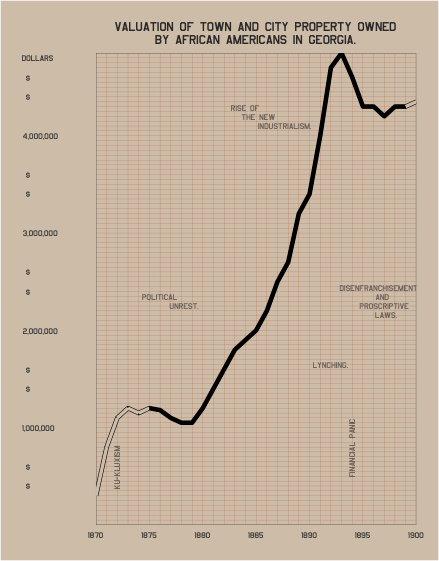 VALUATION OF TOWN AND CITY PROPERTY OWNED
BY AFRICAN AMERICANS IN GEORGIA.
DOLLARS
$
$
4,000,000
$
$
3,000,000
$
$
2,000,000
$
$
1,000,000
$
$
RISE OF
THE NEW
INDUSTRIALISM.
POLITICAL
UNREST.
DISENFRANCHISEMENT
AND
PROSCRIPTIVE
LAWS.
LYNCHING.
KU-KLUXISM
FINANCIAL PANIC
1870 1875 1880 1885 1890 1895 1900